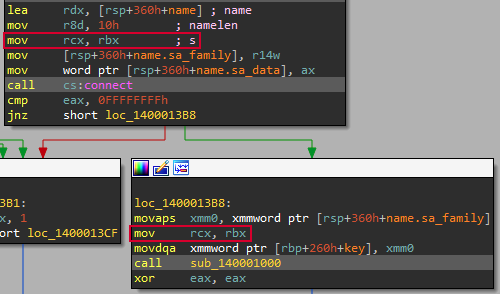 lea rdx, [rsp+360h+name] ; name
mov r8d, 10h ; namelen
mov rcx, rbx ; s
mov [rsp+360h+name.sa_family], r14w
mov word ptr [rsp+360h+name.sa_data], ax
call cs:connect
cmp eax, 0FFFFFFFFh
jnz short loc_1400013B8
3B1:
x, 1
ort loc_1400013CF
loc_1400013B8:
movaps xmm0, xmmword ptr [rsp+360h+name.sa_family]
mov rcx, rbx
movdqa xmmword ptr [rbp+260h+key], xmm0
call sub_140001000
xor eax, eax